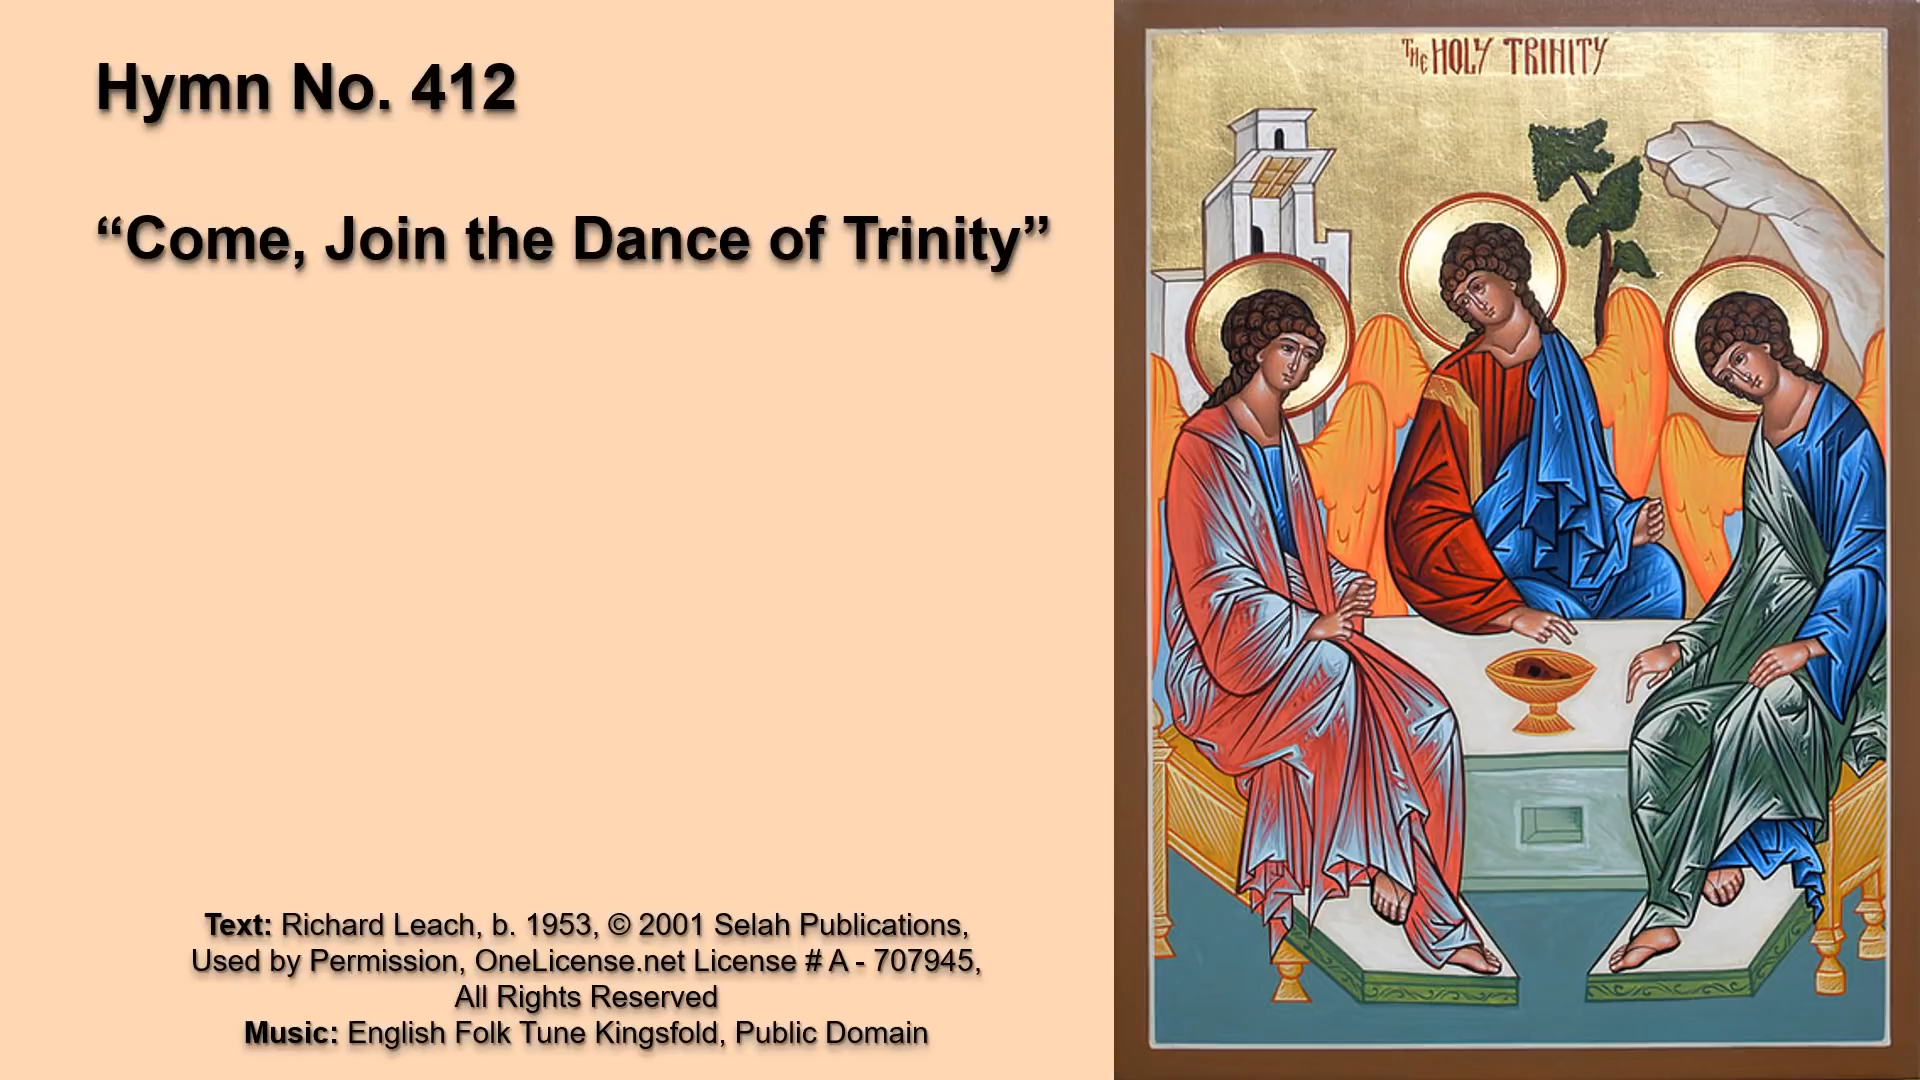 Hymn No. 412
“Come, Join the Dance of Trinity”
Text: Richard Leach, b. 1953, © 2001 Selah Publications,
Used by Permission, OneLicense.net License # A - 707945,
All Rights Reserved
Music: English Folk Tune Kingsfold, Public Domain
THE HOLY TRINITY